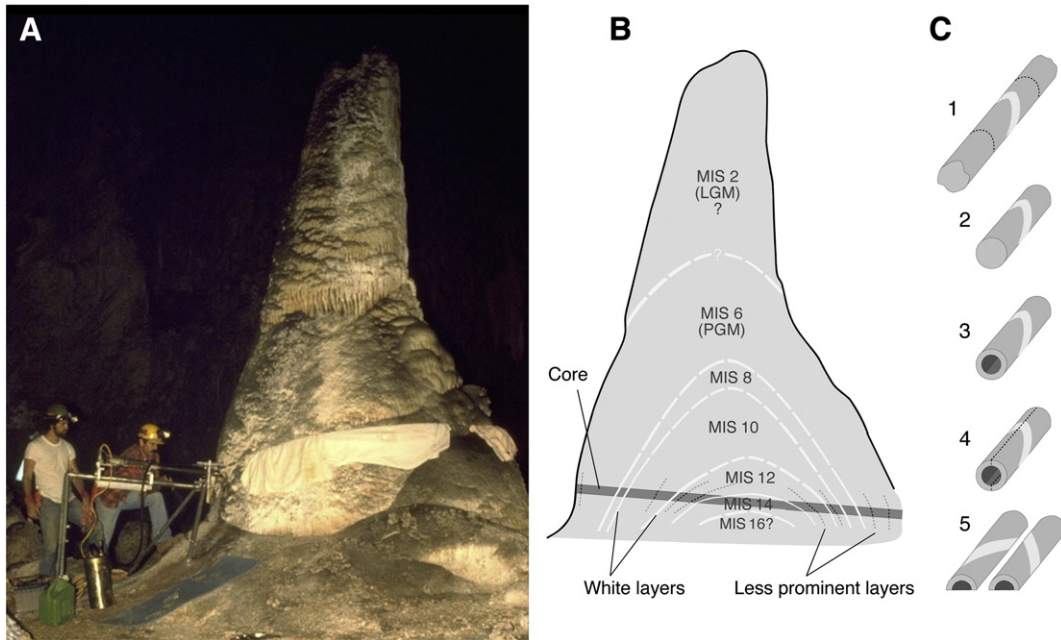 A
B
MIS 2
(LGM)
?
?
MIS 6
(PGM)
MIS 8
Core
MIS 10
MIS 12
MIS 14
MIS 16?
White layers
Less prominent layers
C
1
2
3
4
5